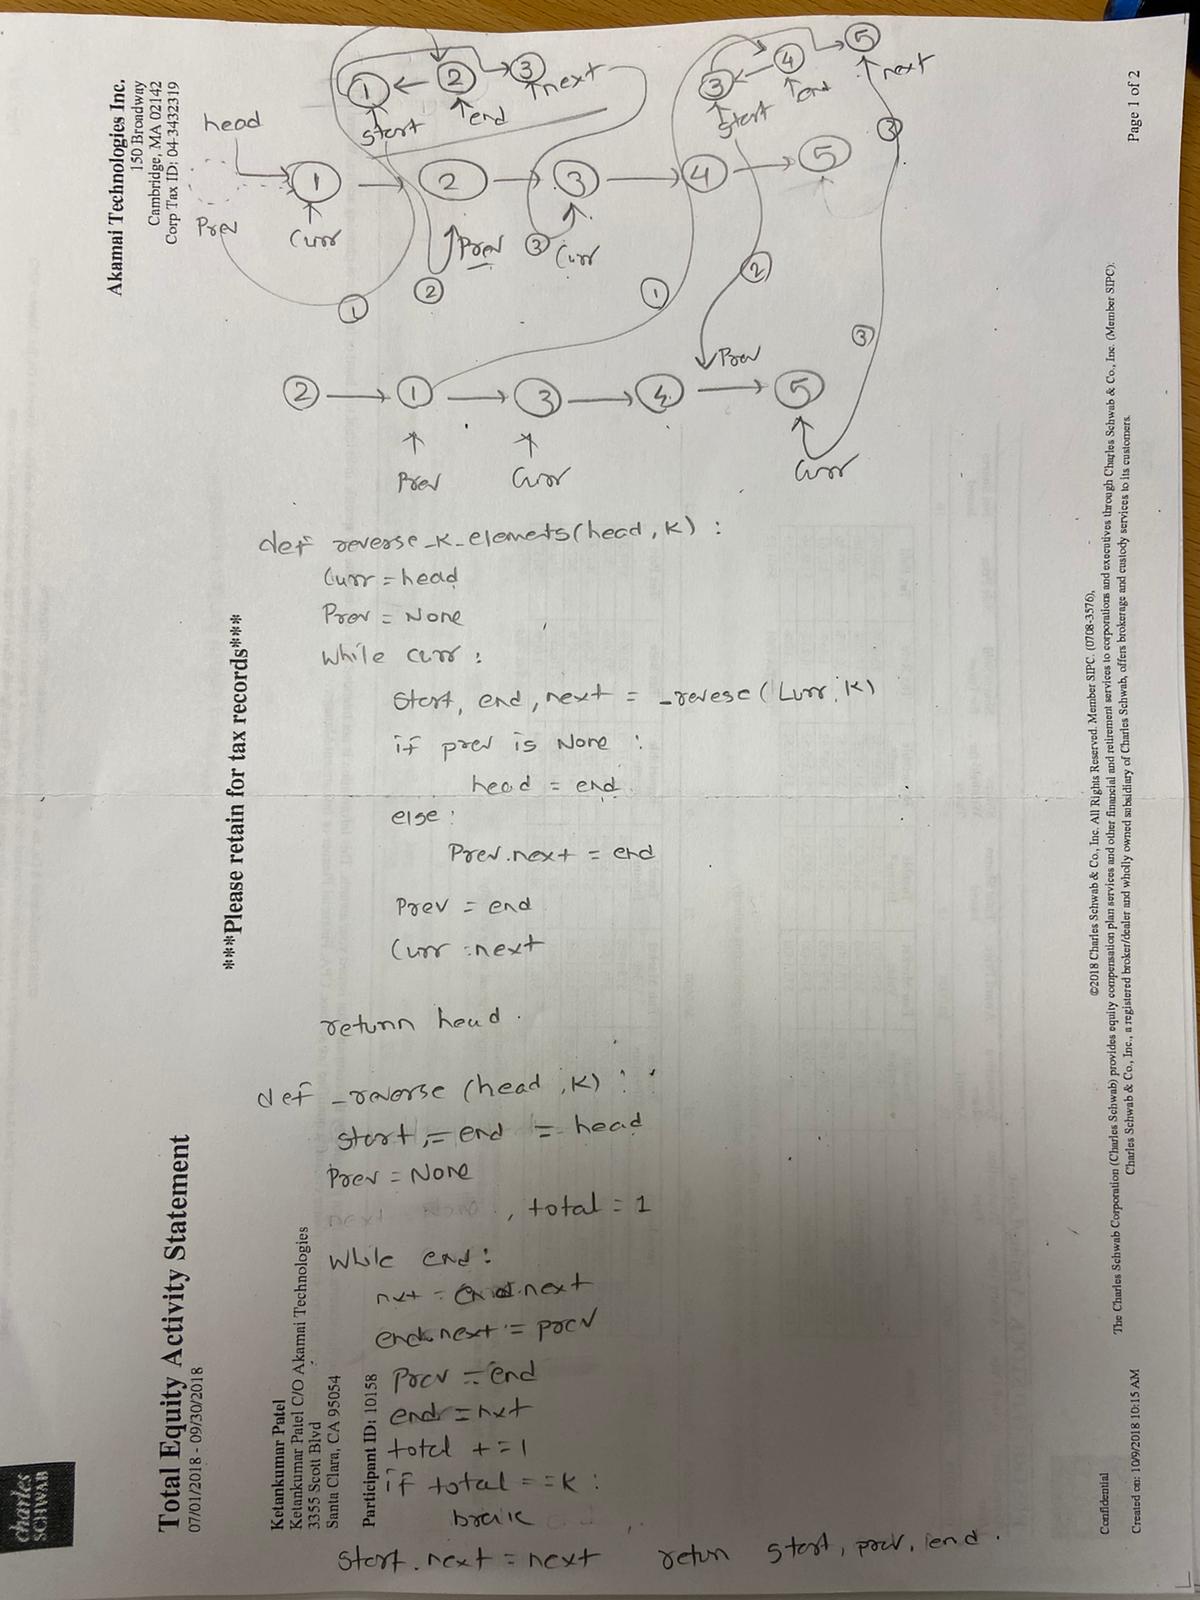 head
Prev
Curr
1
2
3
4
5
start
end
next
1
2
3
Prev
Curr
1
2
3
3
start
end
next
3
4
5
1
2
3
Prev
2
1
3
4
5
Prev
Curr
Curr
def reverse_K_elements(head, K) :
Curr = head
Prev = None
While curr :
Start, end, next = _revese(Curr, K)
if prev is None :
head = end
else :
Prev.next = end
Prev = end
Curr = next
return head.
def _reverse (head, K) :
start, = end = head
Prev = None
next = None, total = 1
While end :
nxt = end.next
end.next = prev
Prev = end
end = nxt
total += 1
if total == K :
break
start.next = next retun start, prev, end.
charles
SCHWAB
Total Equity Activity Statement
07/01/2018 - 09/30/2018
***Please retain for tax records***
Akamai Technologies Inc.
150 Broadway
Cambridge, MA 02142
Corp Tax ID: 04-3432319
Ketankumar Patel
Ketankumar Patel C/O Akamai Technologies
3355 Scott Blvd
Santa Clara, CA 95054
Participant ID: 10158
©2018 Charles Schwab & Co., Inc. All Rights Reserved. Member SIPC. (0708-3576),
The Charles Schwab Corporation (Charles Schwab) provides equity compensation plan services and other financial and retirement services to corporations and executives through Charles Schwab & Co., Inc. (Member SIPC).
Charles Schwab & Co., Inc., a registered broker/dealer and wholly owned subsidiary of Charles Schwab, offers brokerage and custody services to its customers.
Confidential
Created on: 10/9/2018 10:15 AM
Page 1 of 2